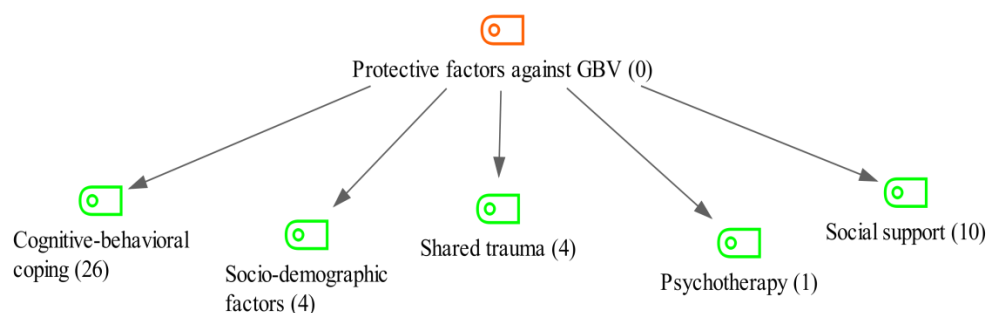 Protective factors against GBV (0)
Cognitive-behavioral
coping (26)
Socio-demographic
factors (4)
Shared trauma (4)
Psychotherapy (1)
Social support (10)